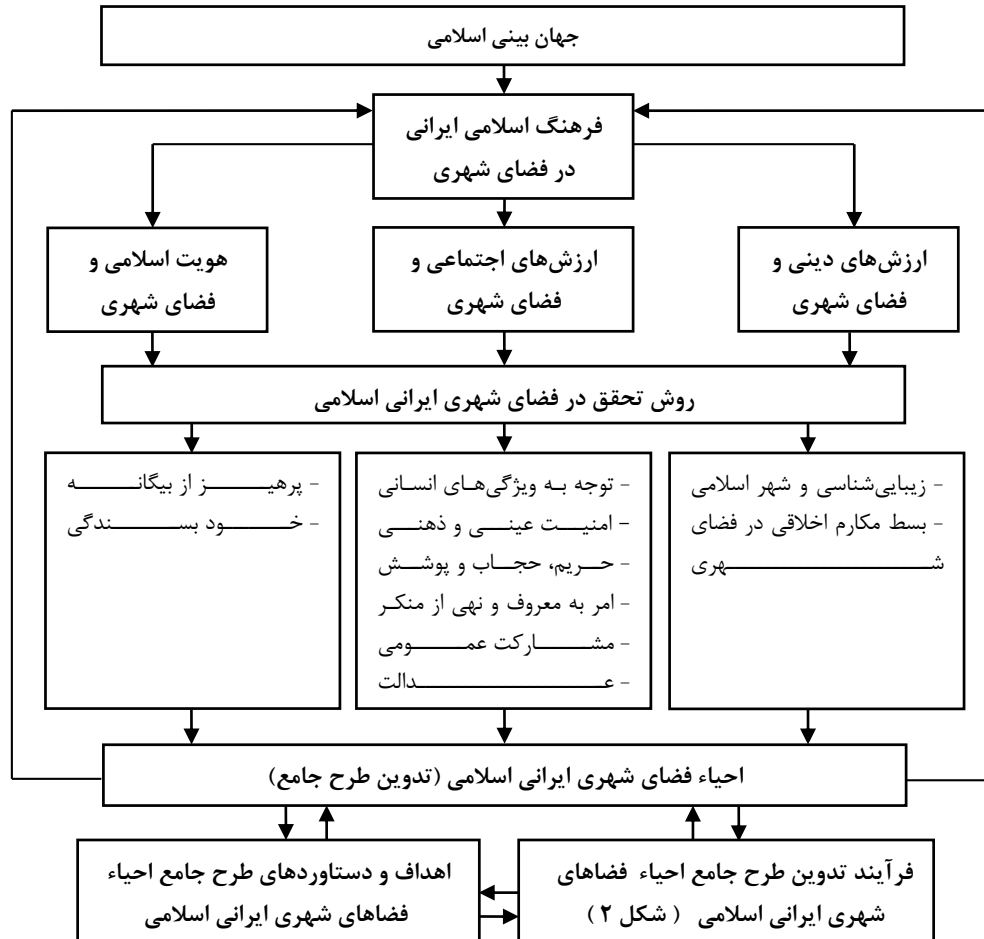 جهان بینی اسلامی
فرهنگ اسلامی ایرانی
در فضای شهری
ارزش‌های دینی و
فضای شهری
ارزش‌های اجتماعی و
فضای شهری
هویت اسلامی و
فضای شهری
روش تحقق در فضای شهری ایرانی اسلامی
- زیبایی‌شناسی و شهر اسلامی
- بسط مکارم اخلاقی در فضای
شهری
- توجه به ویژگی‌های انسانی
- امنیت عینی و ذهنی
- حریم، حجاب و پوشش
- امر به معروف و نهی از منکر
- مشارکت عمومی
- عدالت
- پرهیز از بیگانه
- خود بسندگی
احیاء فضای شهری ایرانی اسلامی (تدوین طرح جامع)
فرآیند تدوین طرح جامع احیاء فضاهای
شهری ایرانی اسلامی ( شکل ۲ )
اهداف و دستاوردهای طرح جامع احیاء
فضاهای شهری ایرانی اسلامی